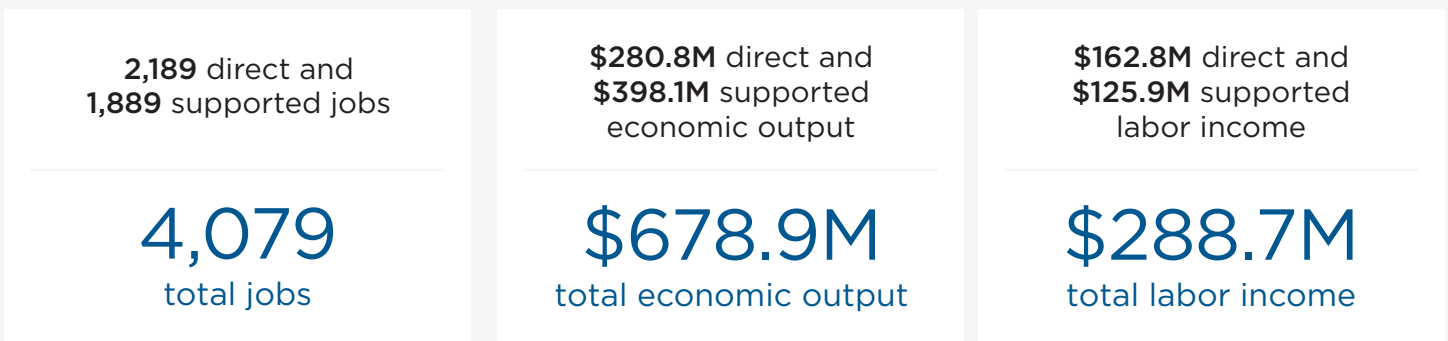 2,189 direct and
1,889 supported jobs
4,079
total jobs
$280.8M direct and
$398.1M supported
economic output
$678.9M
total economic output
$162.8M direct and
$125.9M supported
labor income
$288.7M
total labor income